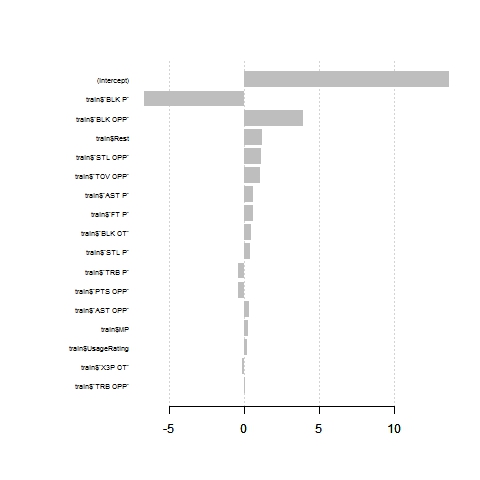 (Intercept)
train$`BLK P`
train$`BLK OPP`
train$Rest
train$`STL OPP`
train$`TOV OPP`
train$`AST P`
train$`FT P`
train$`BLK OT`
train$`STL P`
train$`TRB P`
train$`PTS OPP`
train$`AST OPP`
train$MP
train$UsageRating
train$`X3P OT`
train$`TRB OPP`
-5 0 5 10